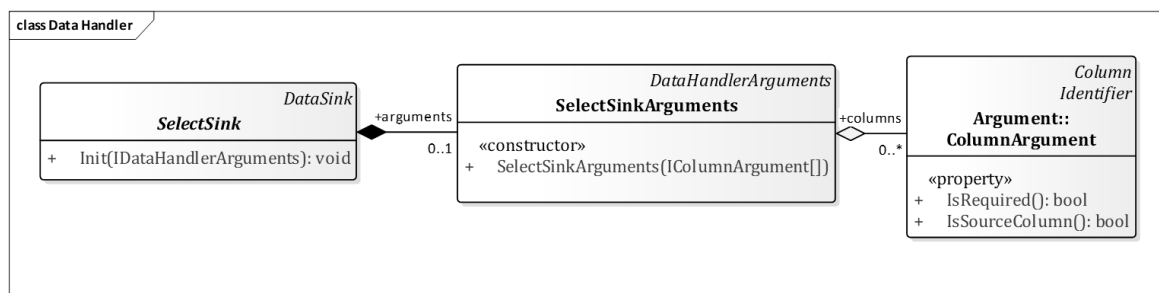 class Data Handler
DataSink
SelectSink
+ Init(IDataHandlerArguments): void
+arguments
0..1
DataHandlerArguments
SelectSinkArguments
«constructor»
+ SelectSinkArguments(IColumnArgument[])
+columns
0..*
Column
Identifier
Argument::
ColumnArgument
«property»
+ IsRequired(): bool
+ IsSourceColumn(): bool